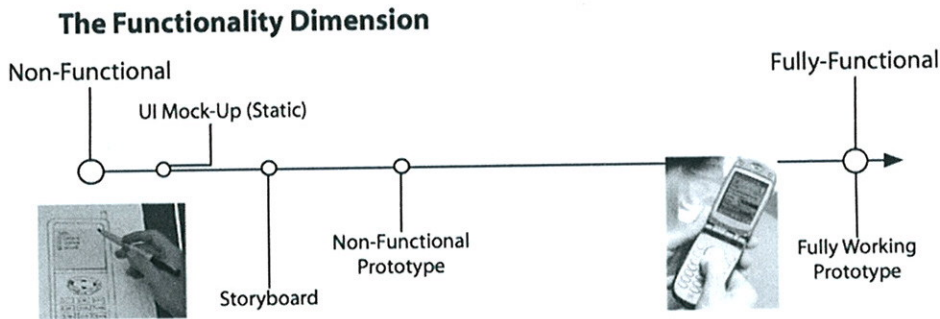 The Functionality Dimension
Non-Functional
Fully-Functional
UI Mock-Up (Static)
Non-Functional
Prototype
Storyboard
Fully Working
Prototype